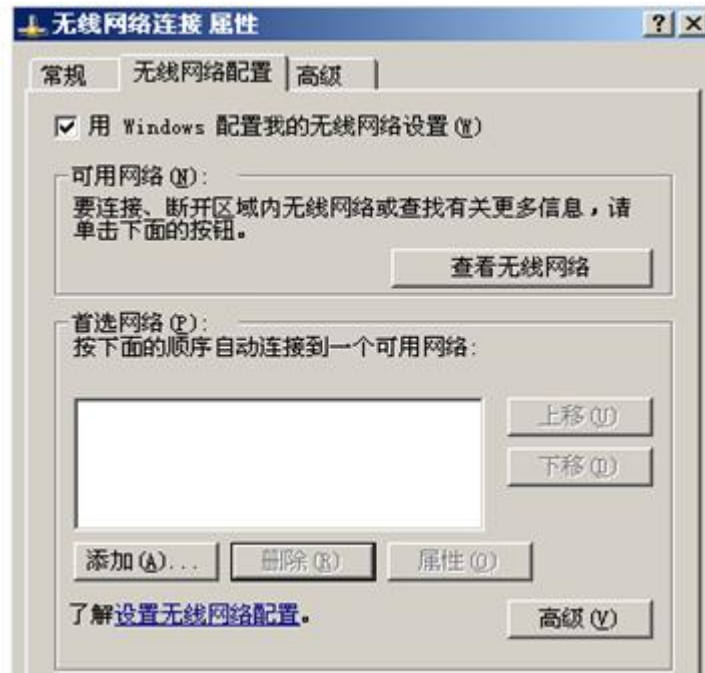 无线网络连接 属性
常规 无线网络配置 高级
用 Windows 配置我的无线网络设置(W)
可用网络(N):
要连接、断开区域内无线网络或查找有关更多信息，请
单击下面的按钮。
查看无线网络
首选网络(P):
按下面的顺序自动连接到一个可用网络:
上移(U)
下移(D)
添加(A)... 删除(R) 属性(O)
了解设置无线网络配置。
高级(V)